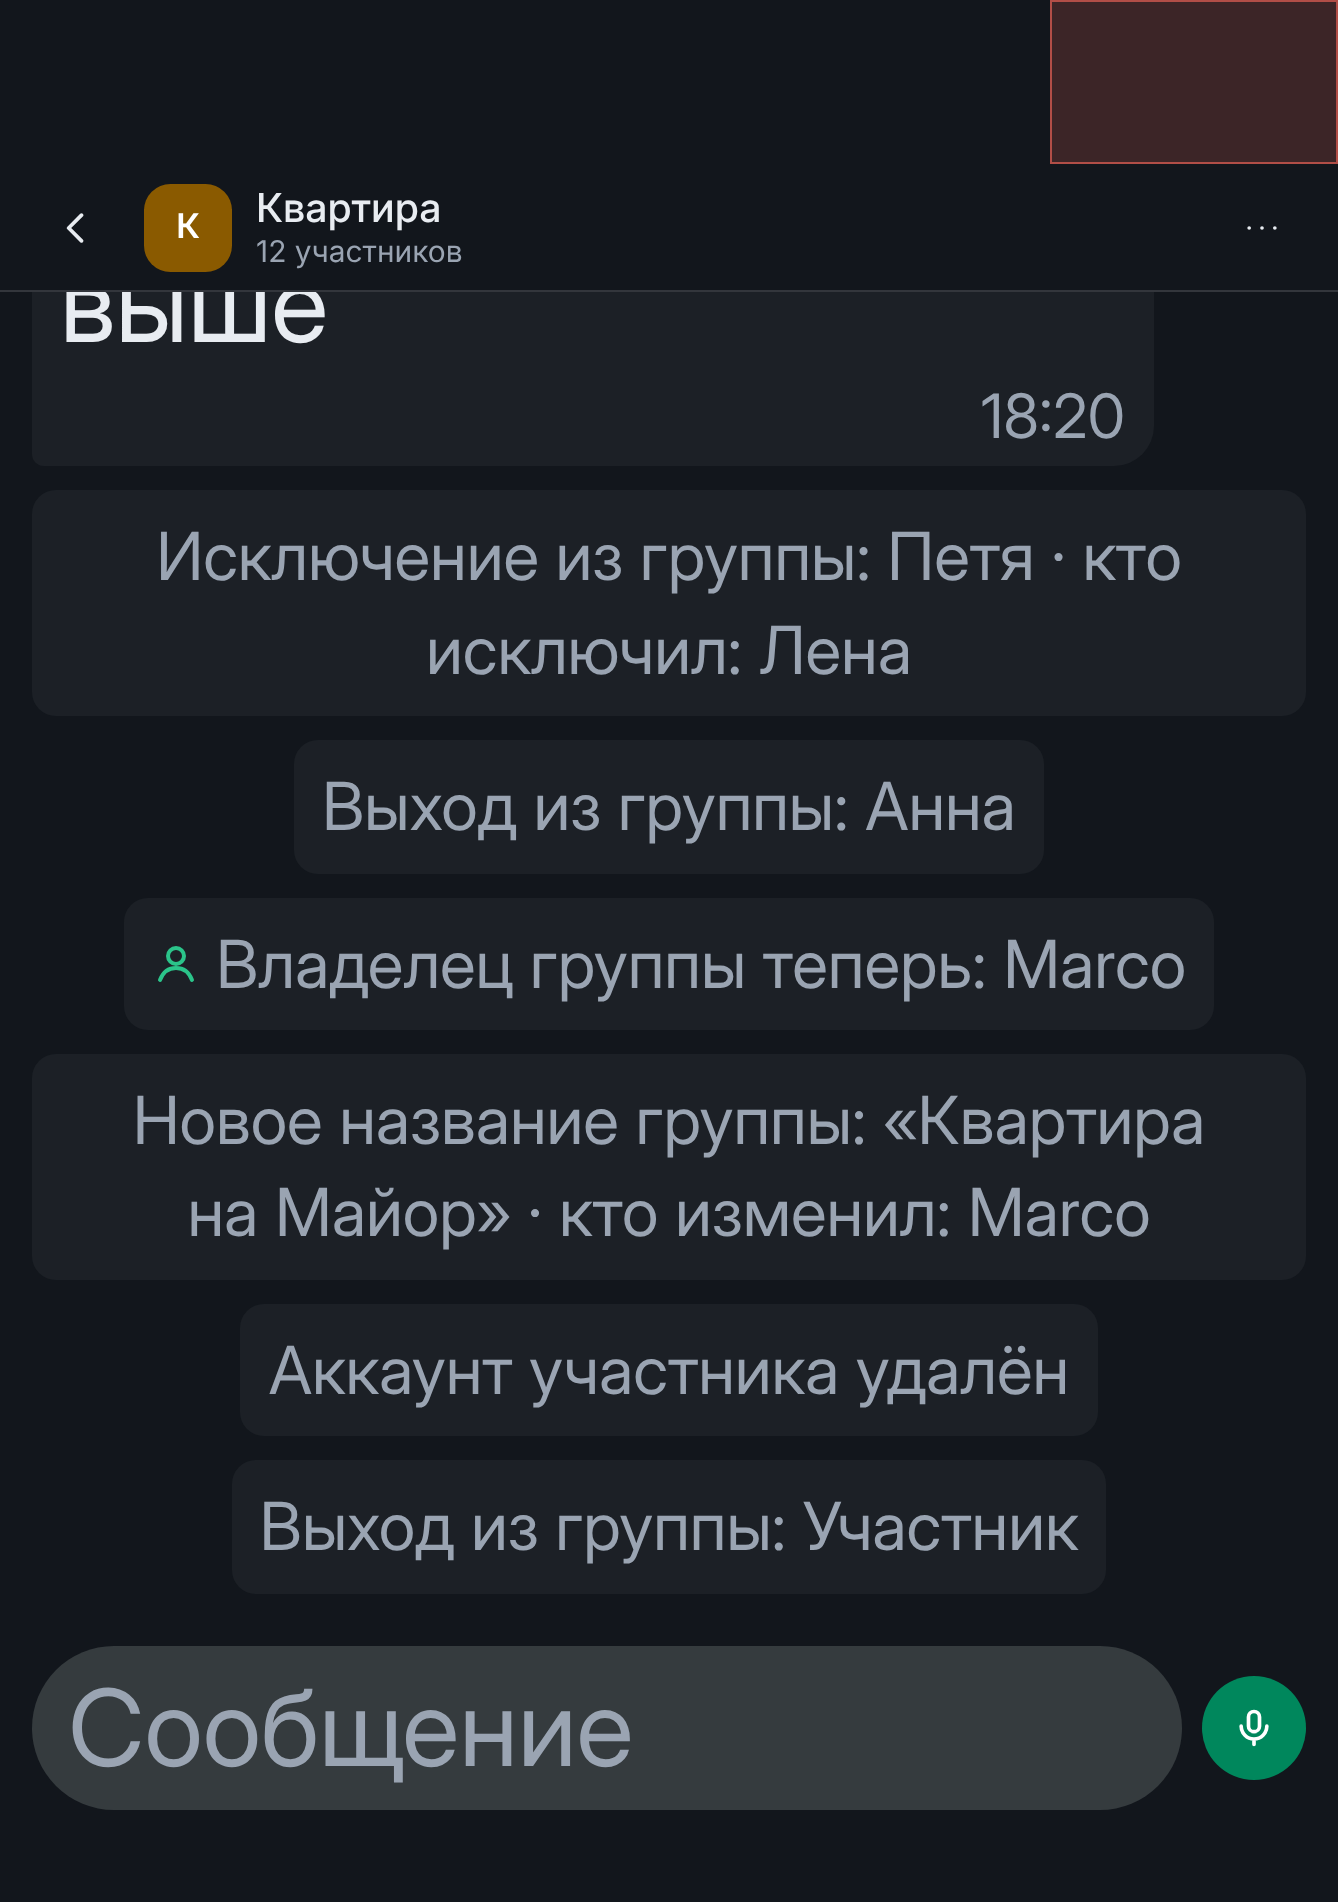 К
Квартира
12 участников
выше
18:20
Исключение из группы: Петя · кто
исключил: Лена
Выход из группы: Анна
Владелец группы теперь: Marco
Новое название группы: «Квартира
на Майор» · кто изменил: Marco
Аккаунт участника удалён
Выход из группы: Участник
Сообщение